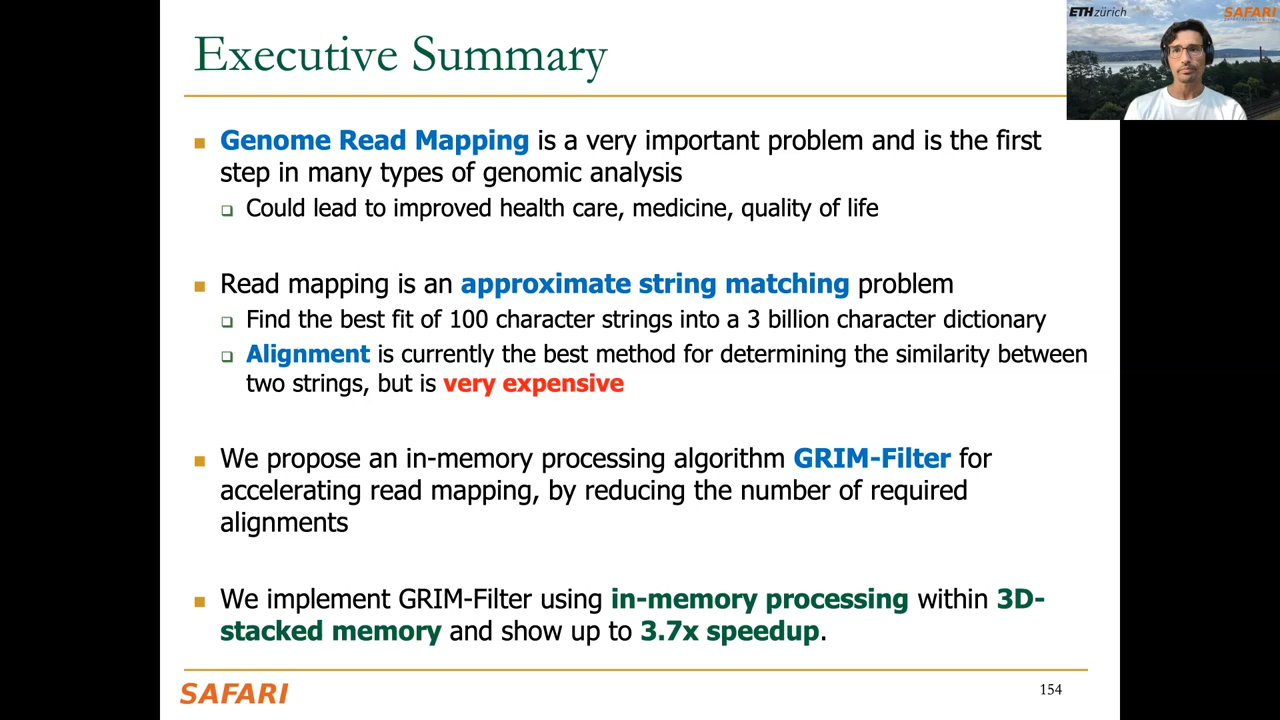 Executive Summary
ETHzürich
SAFARI
Genome Read Mapping is a very important problem and is the first
step in many types of genomic analysis
Could lead to improved health care, medicine, quality of life
Read mapping is an approximate string matching problem
Find the best fit of 100 character strings into a 3 billion character dictionary
Alignment is currently the best method for determining the similarity between
two strings, but is very expensive
We propose an in-memory processing algorithm GRIM-Filter for
accelerating read mapping, by reducing the number of required
alignments
We implement GRIM-Filter using in-memory processing within 3D-
stacked memory and show up to 3.7x speedup.
SAFARI
154